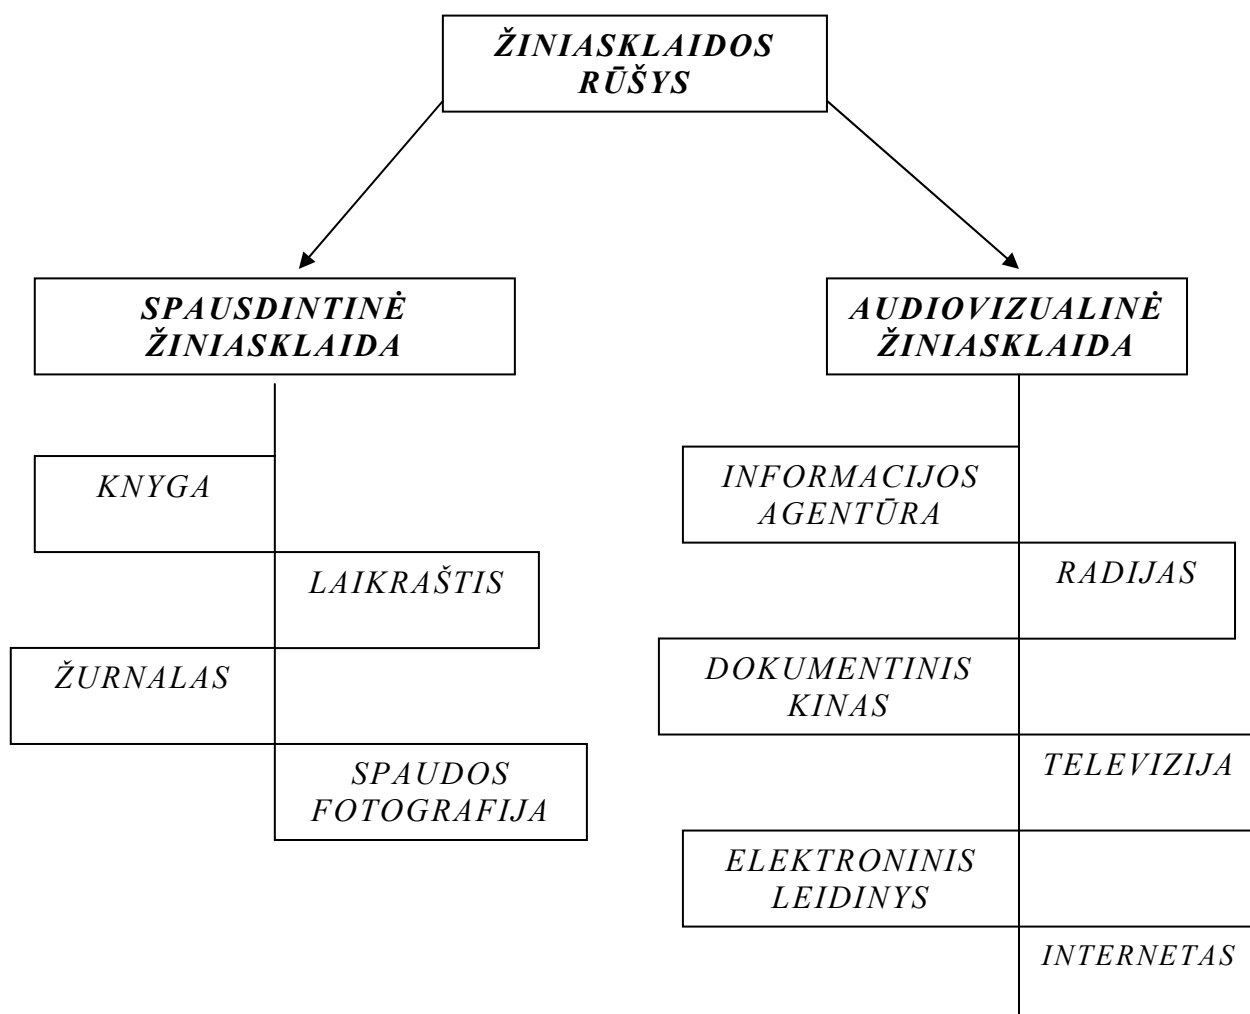 ŽINIASKLAIDOS
RŪŠYS
SPAUSDINTINĖ
ŽINIASKLAIDA
KNYGA
LAIKRAŠTIS
ŽURNALAS
SPAUDOS
FOTOGRAFIJA
AUDIOVIZUALINĖ
ŽINIASKLAIDA
INFORMACIJOS
AGENTŪRA
RADIJAS
DOKUMENTINIS
KINAS
TELEVIZIJA
ELEKTRONINIS
LEIDINYS
INTERNETAS